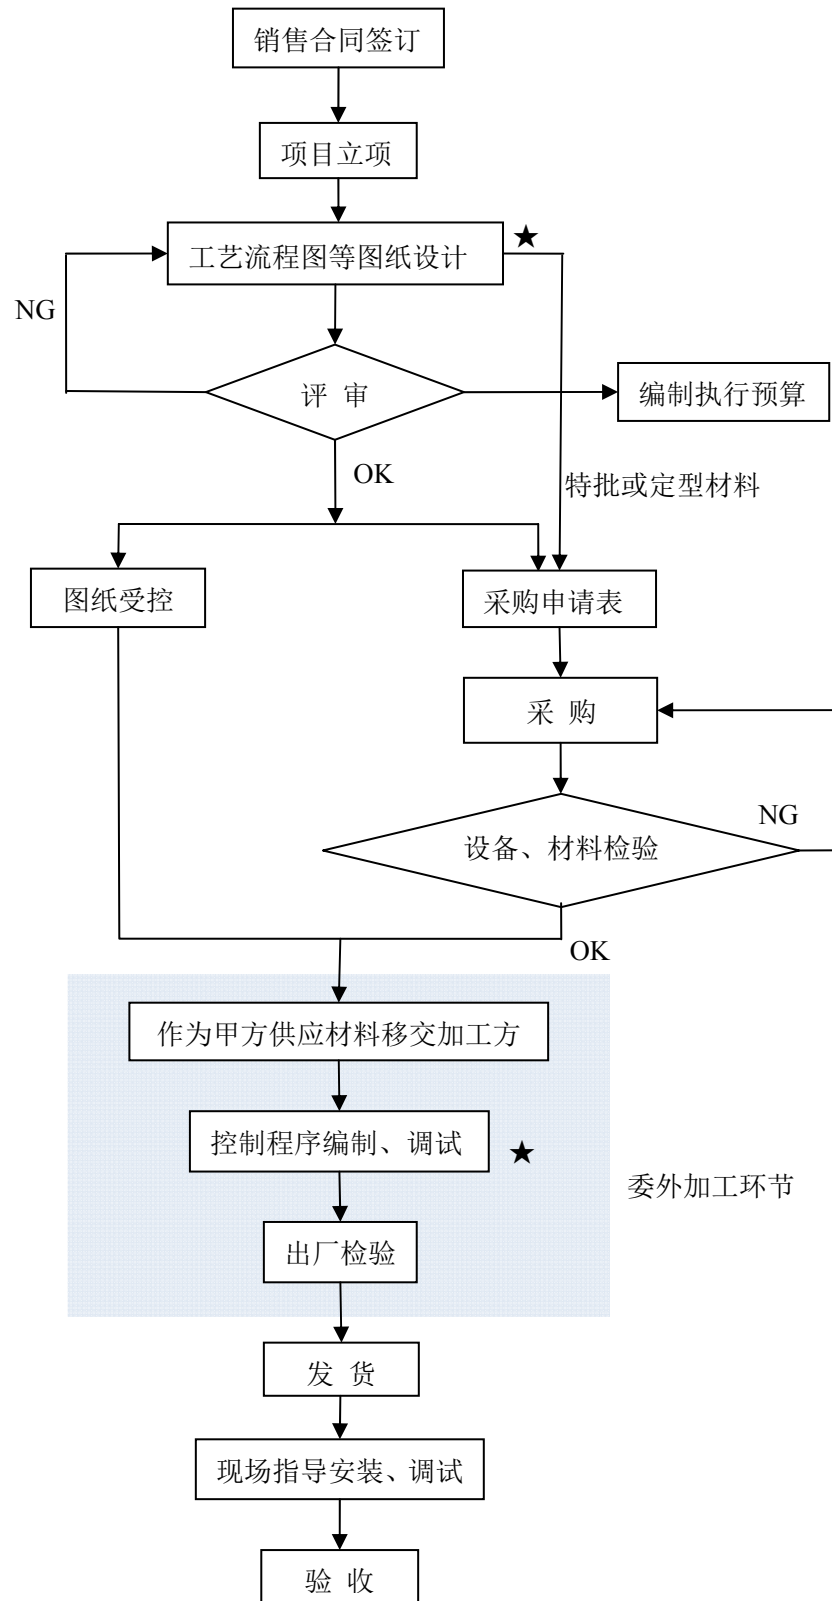 销售合同签订
项目立项
工艺流程图等图纸设计
★
NG
评 审
编制执行预算
OK
特批或定型材料
图纸受控
采购申请表
采 购
NG
设备、材料检验
OK
作为甲方供应材料移交加工方
控制程序编制、调试
★
委外加工环节
出厂检验
发 货
现场指导安装、调试
验 收